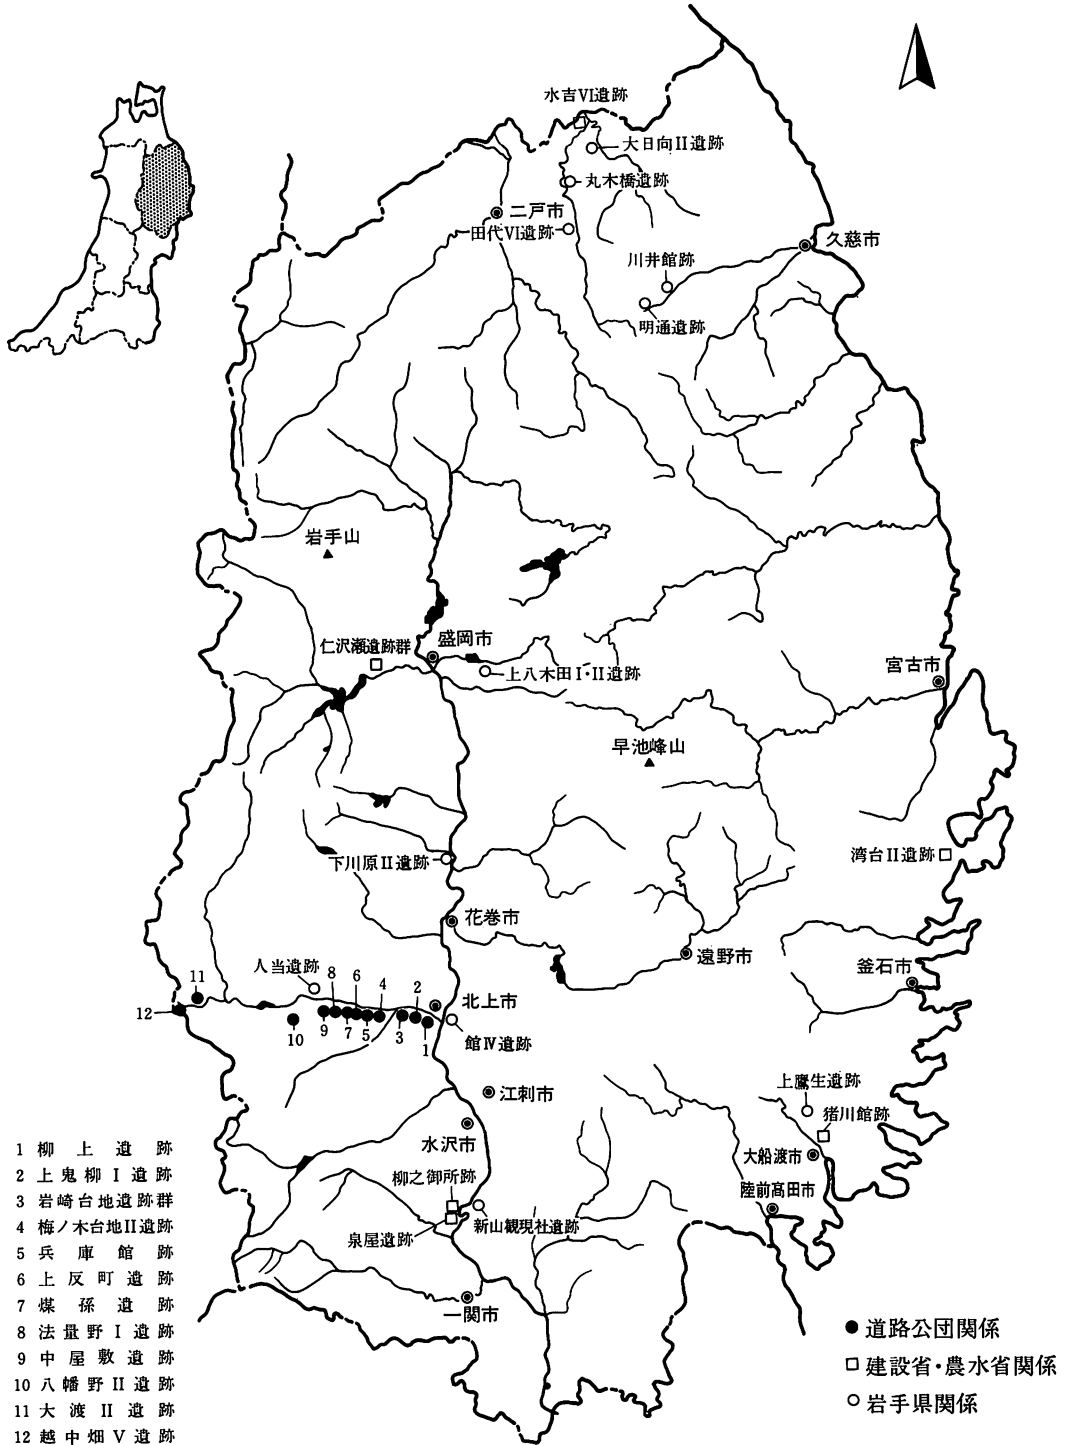 水吉VI遺跡
大日向II遺跡
丸木橋遺跡
二戸市
田代VI遺跡
久慈市
川井館跡
明通遺跡
岩手山
仁沢瀬遺跡群
盛岡市
上八木田I・II遺跡
宮古市
早池峰山
下川原II遺跡
湾台II遺跡
花巻市
遠野市
釜石市
人当遺跡
11
8
6
4
2
北上市
12
10
9
7
5
3
1
館IV遺跡
江刺市
上鷹生遺跡
猪川館跡
水沢市
大船渡市
柳之御所跡
陸前髙田市
新山観現社遺跡
泉屋遺跡
一関市
1 柳上遺跡
2 上鬼柳I遺跡
3 岩崎台地遺跡群
4 梅ノ木台地II遺跡
5 兵庫館跡
6 上反町遺跡
7 煤孫遺跡
8 法量野I遺跡
9 中屋敷遺跡
10 八幡野II遺跡
11 大渡II遺跡
12 越中畑V遺跡
●道路公団関係
□建設省・農水省関係
○岩手県関係